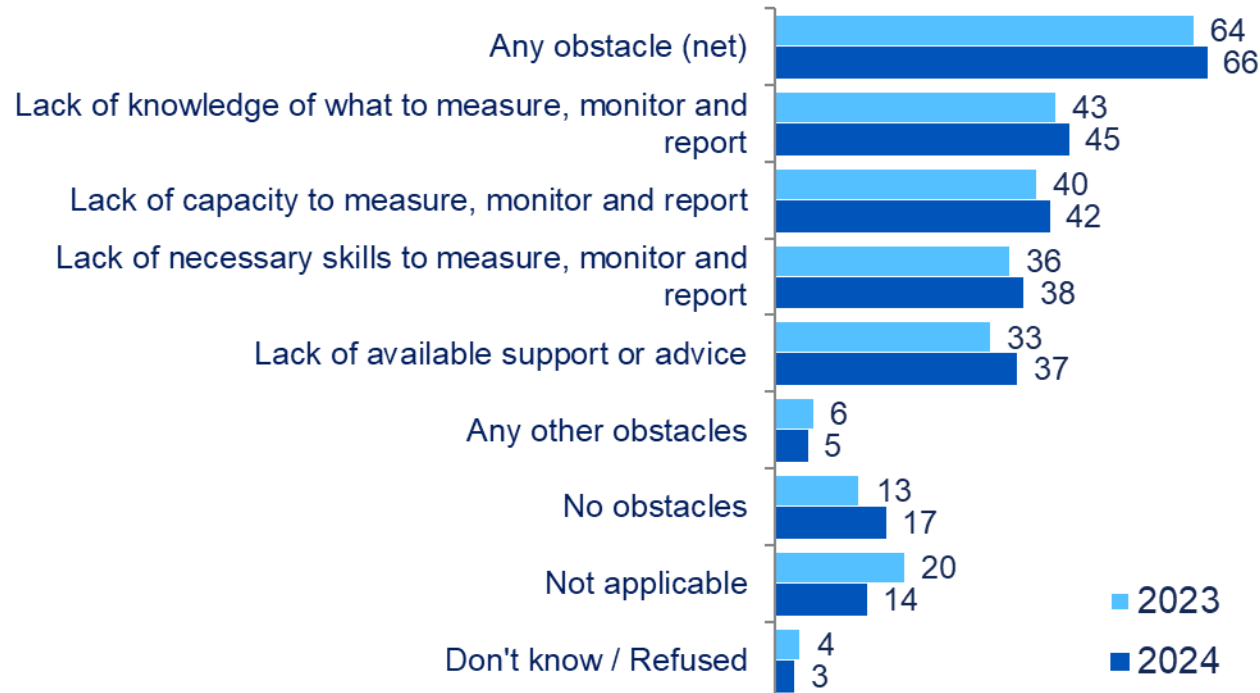 Any obstacle (net)
64
66
Lack of knowledge of what to measure, monitor and
report
43
45
Lack of capacity to measure, monitor and report
40
42
Lack of necessary skills to measure, monitor and
report
36
38
Lack of available support or advice
33
37
Any other obstacles
6
5
No obstacles
13
17
Not applicable
20
14
Don't know / Refused
4
3
2023
2024